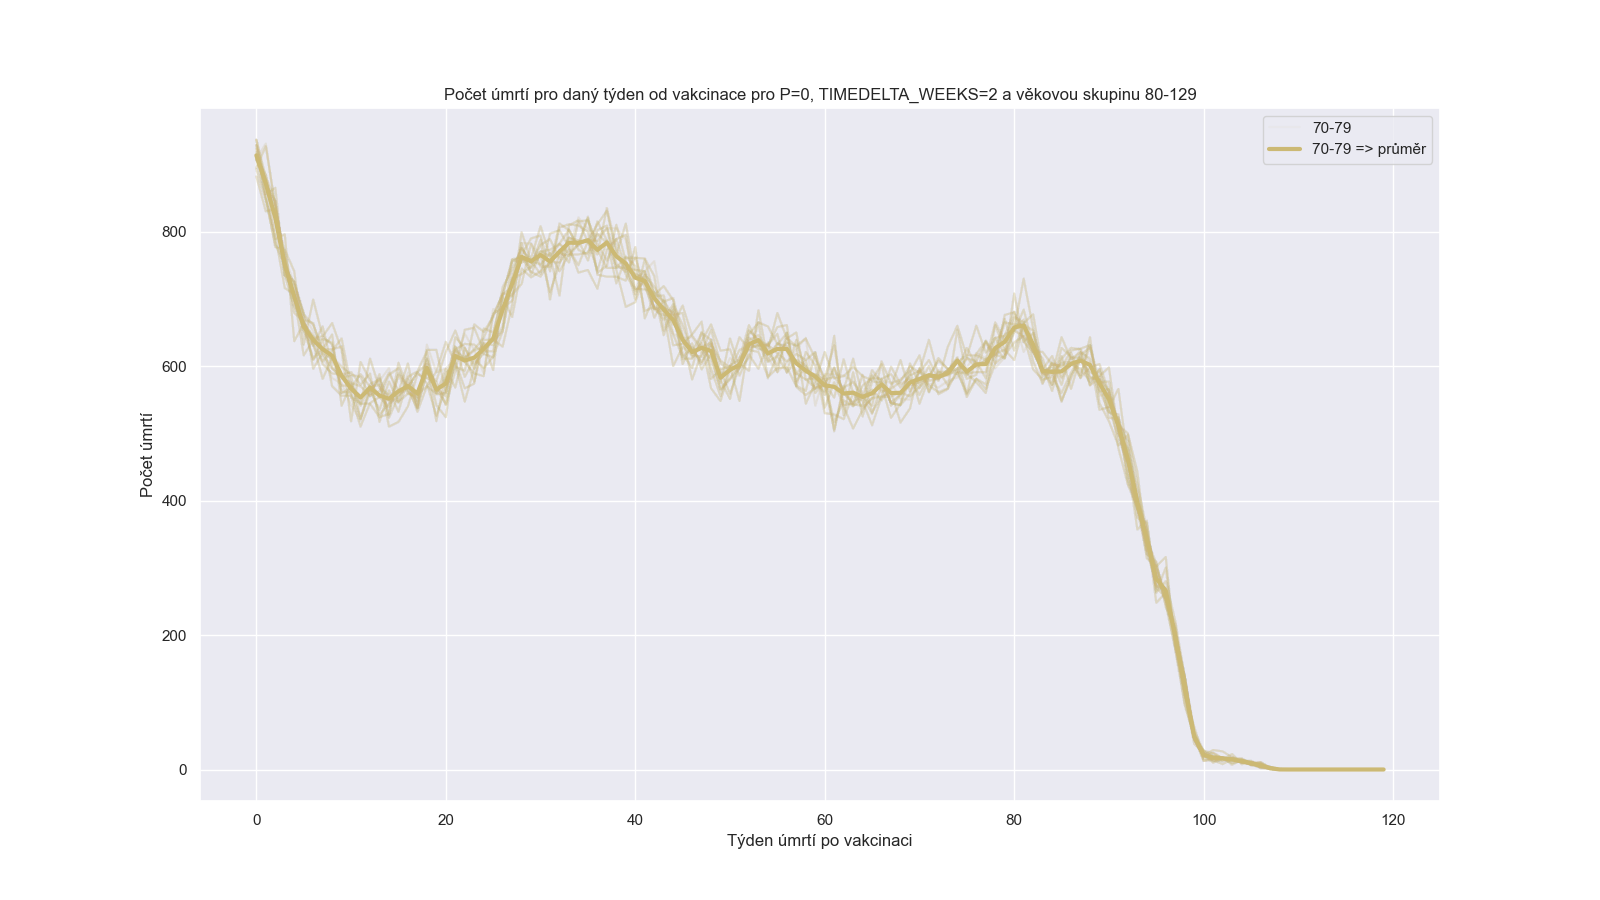 Počet úmrtí pro daný týden od vakcinace pro P=0, TIMEDELTA_WEEKS=2 a věkovou skupinu 80-129
70-79
70-79 => průměr
800
600
400
200
0
Počet úmrtí
0 20 40 60 80 100 120
Týden úmrtí po vakcinaci